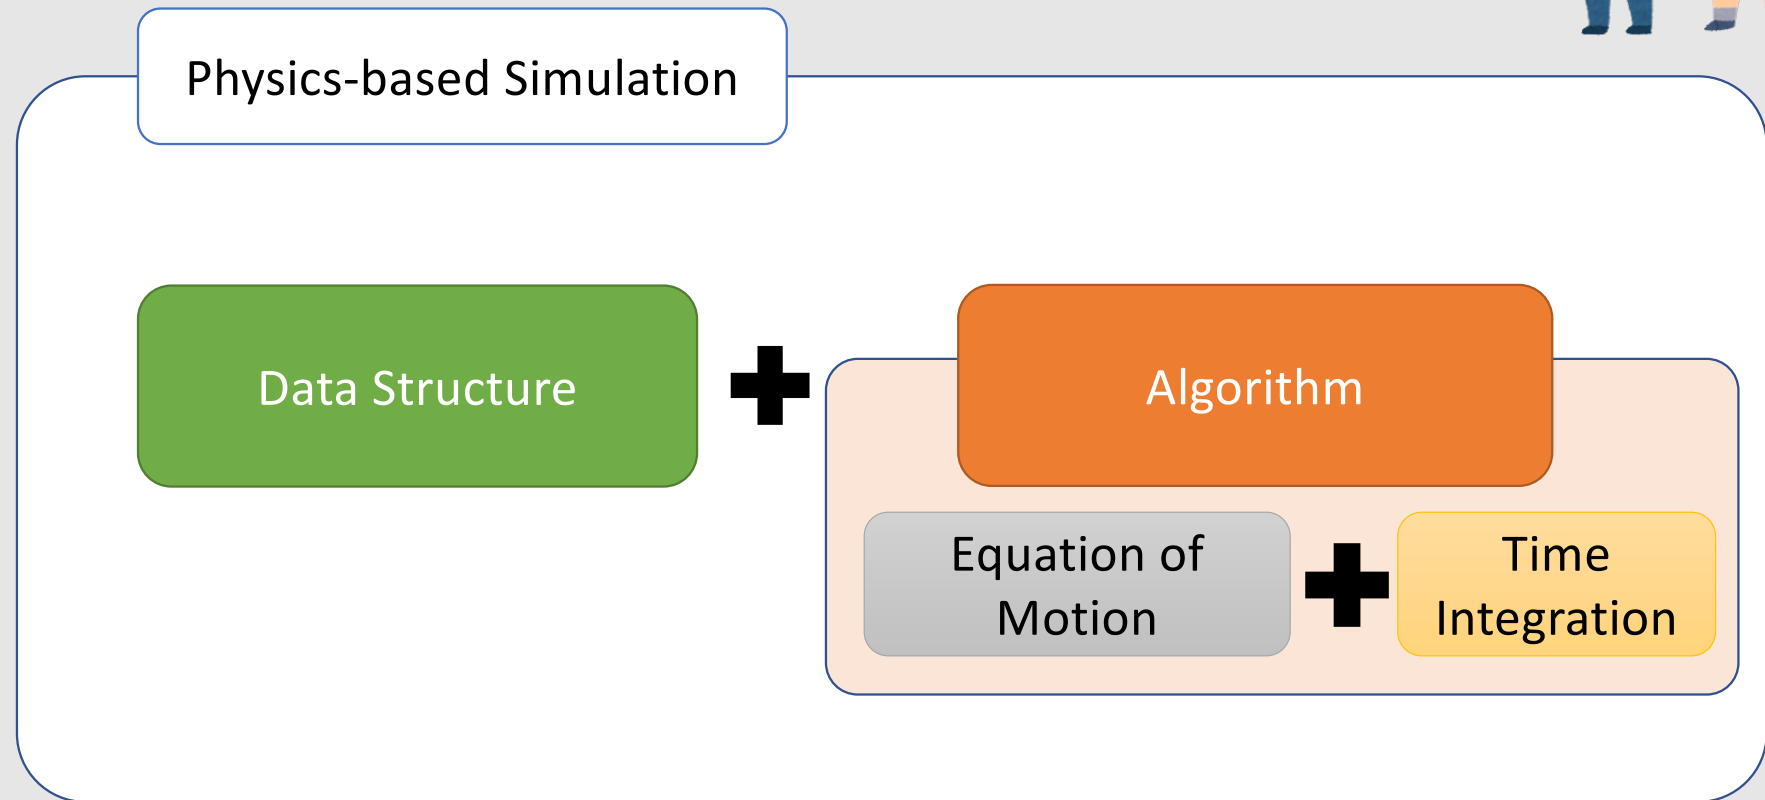 Physics-based Simulation
Data Structure
Algorithm
Equation of
Motion
Time
Integration